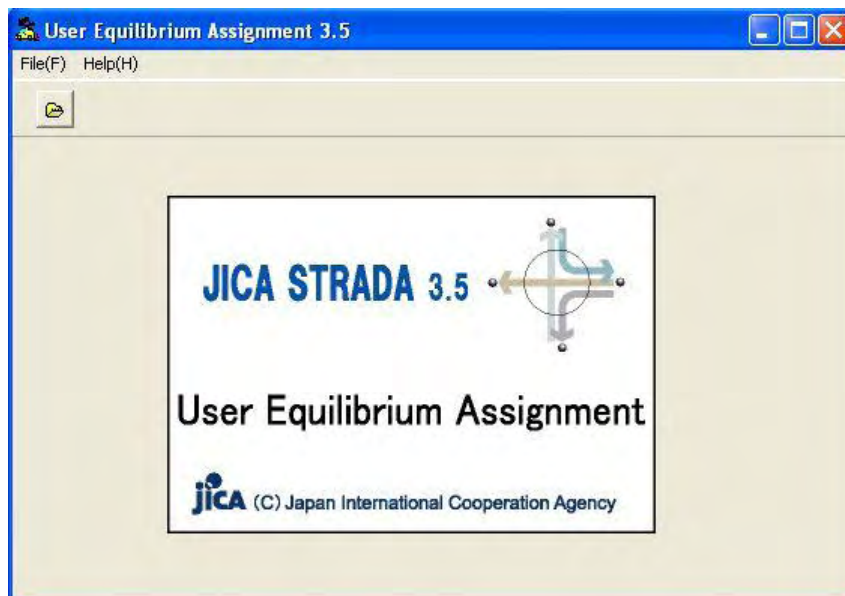 User Equilibrium Assignment 3.5
File(F) Help(H)
JICA STRADA 3.5
User Equilibrium Assignment
jICA (C) Japan International Cooperation Agency